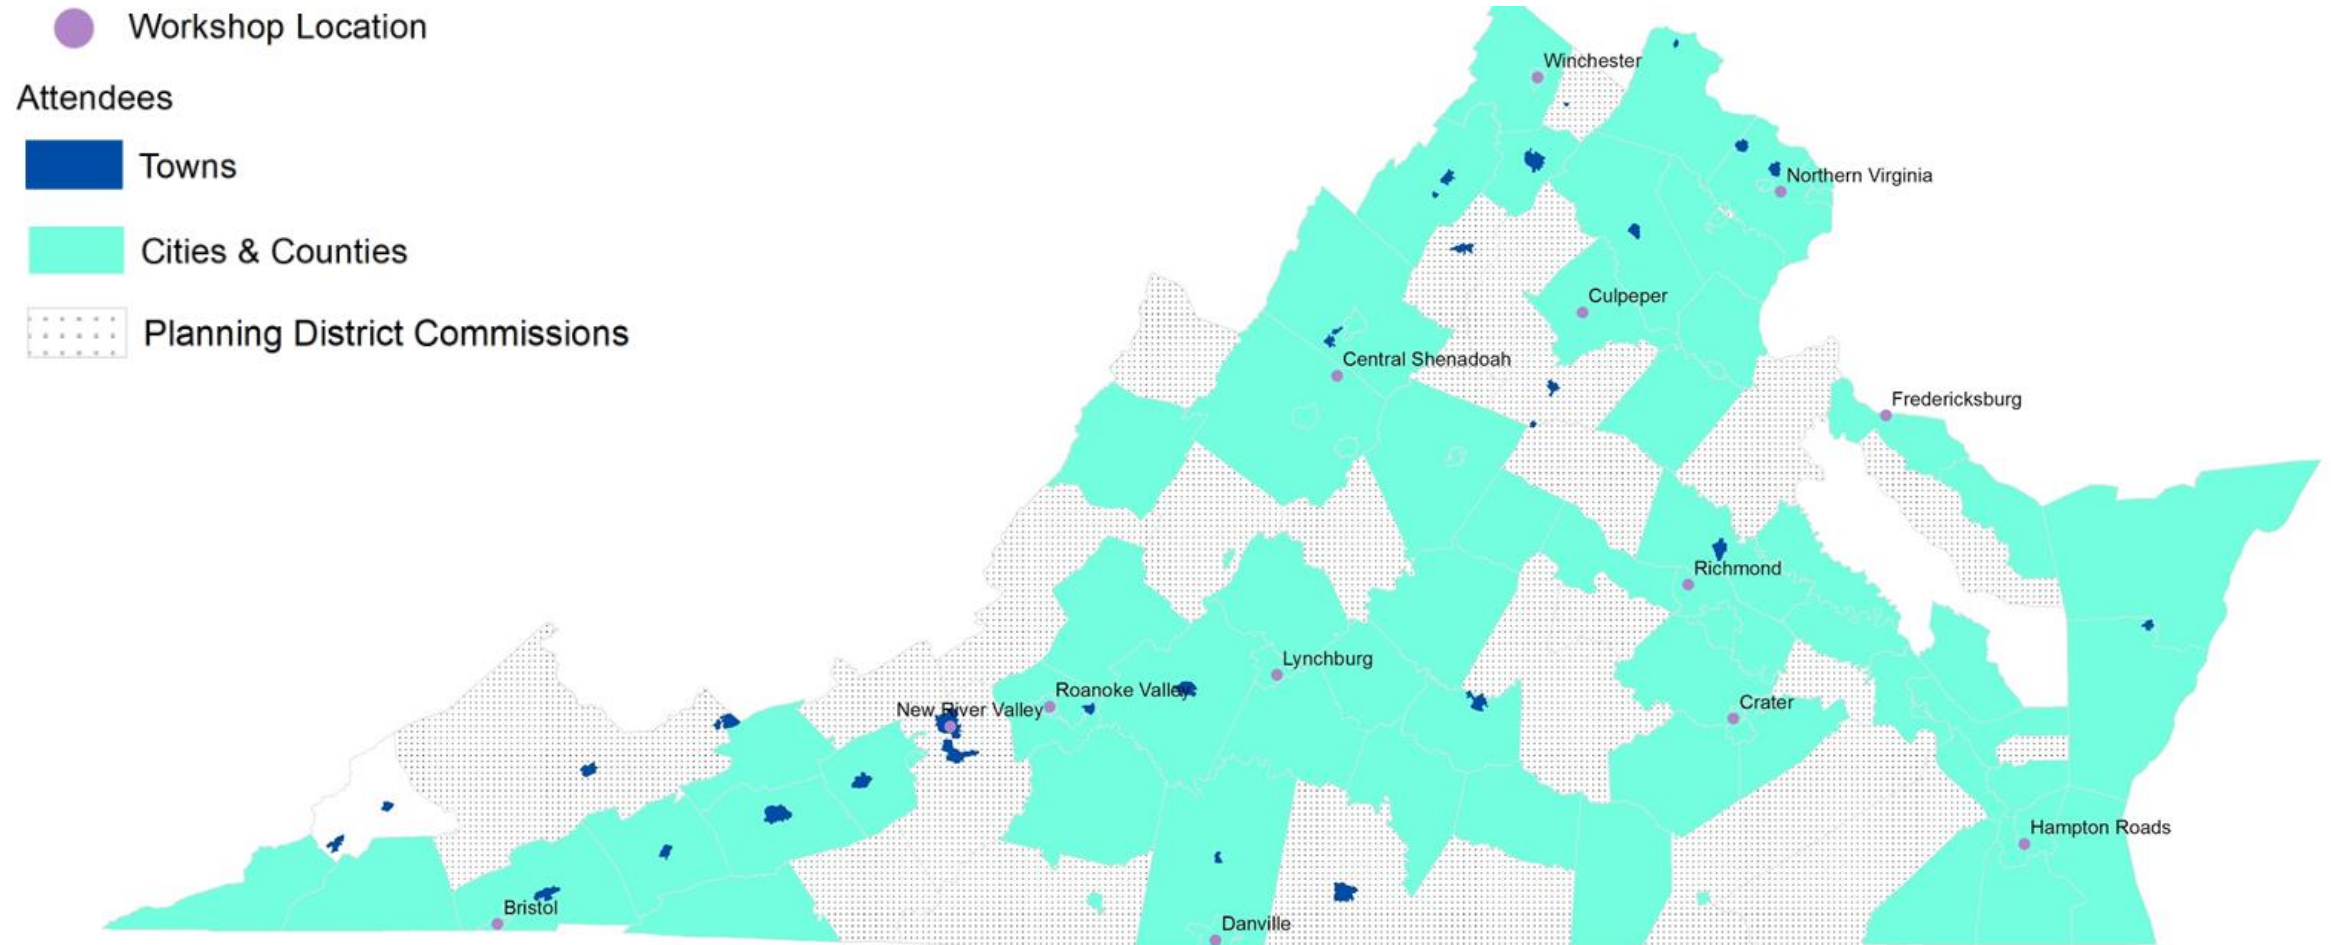 Workshop Location
Attendees
Towns
Cities & Counties
Planning District Commissions
Winchester
Northern Virginia
Culpeper
Central Shenadoah
Fredericksburg
Richmond
Lynchburg
Roanoke Valley
New River Valley
Crater
Hampton Roads
Bristol
Danville